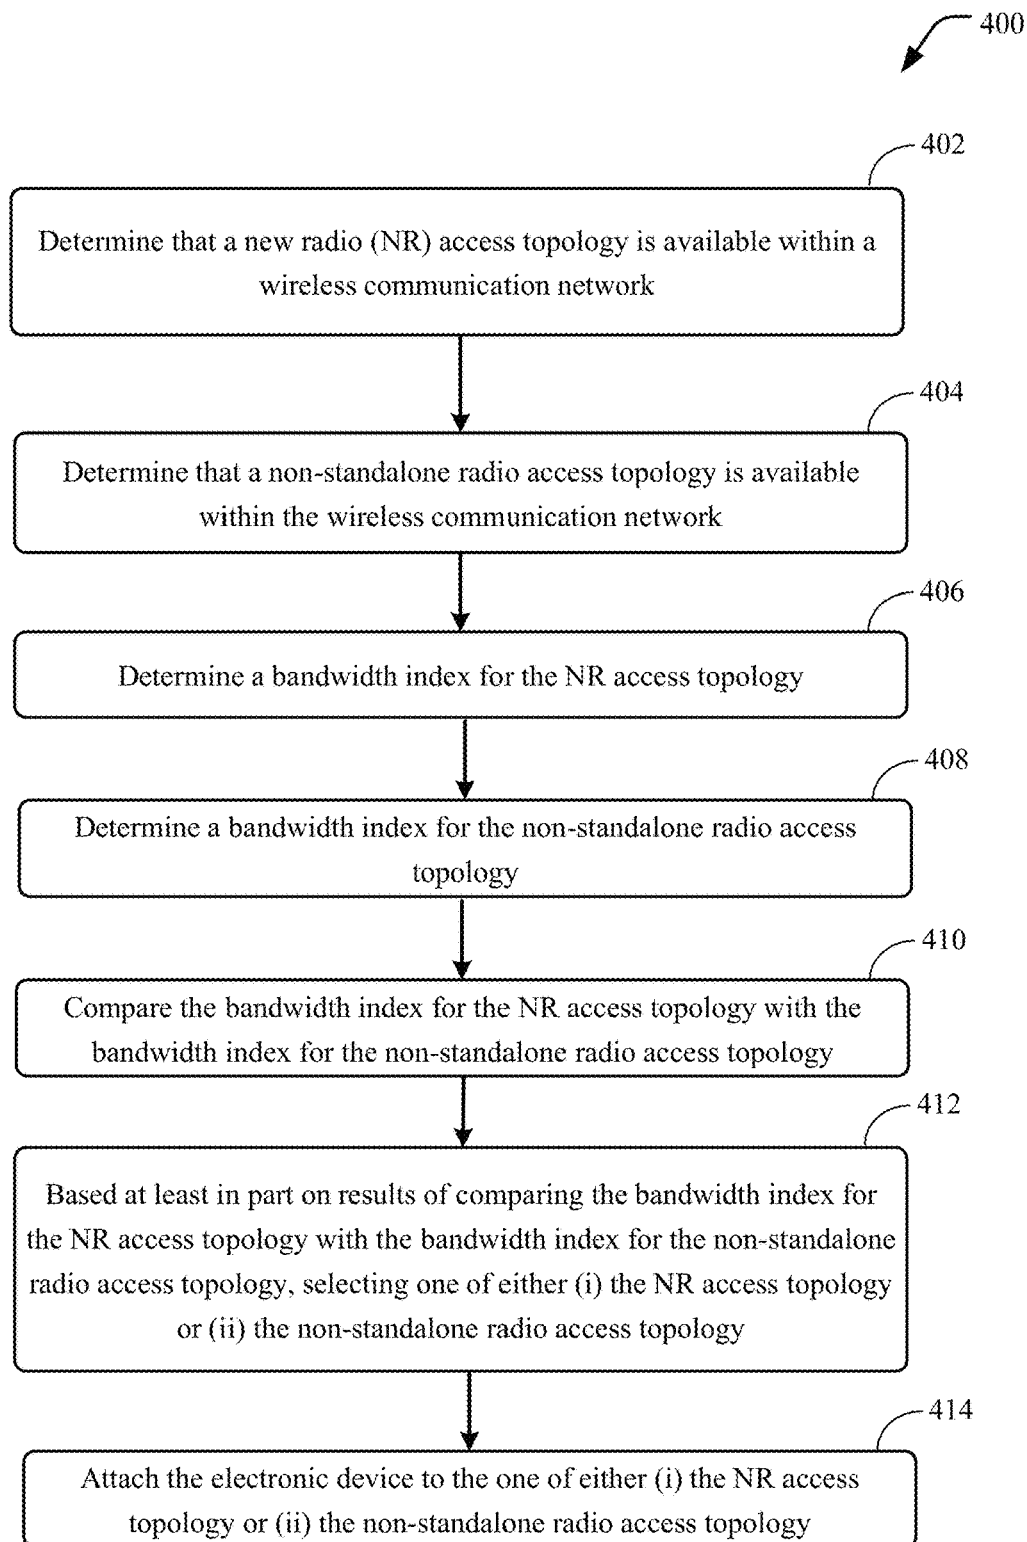 400
402
Determine that a new radio (NR) access topology is available within a
wireless communication network
404
Determine that a non-standalone radio access topology is available
within the wireless communication network
406
Determine a bandwidth index for the NR access topology
408
Determine a bandwidth index for the non-standalone radio access
topology
410
Compare the bandwidth index for the NR access topology with the
bandwidth index for the non-standalone radio access topology
412
Based at least in part on results of comparing the bandwidth index for
the NR access topology with the bandwidth index for the non-standalone
radio access topology, selecting one of either (i) the NR access topology
or (ii) the non-standalone radio access topology
414
Attach the electronic device to the one of either (i) the NR access
topology or (ii) the non-standalone radio access topology